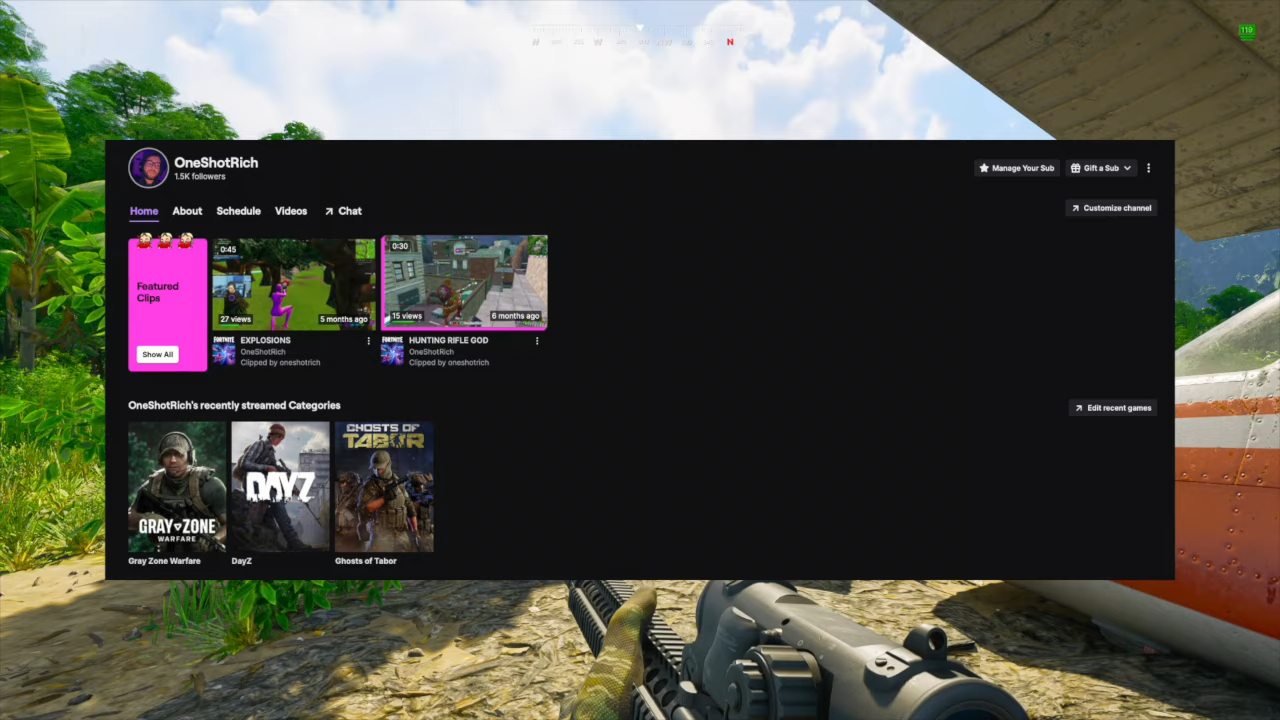 N
119
OneShotRich
1.5K followers
Manage Your Sub
Gift a Sub
Home
About
Schedule
Videos
Chat
Customize channel
Featured
Clips
Show All
0:45
27 views
5 months ago
FORTNITE
EXPLOSIONS
OneShotRich
Clipped by oneshotrich
0:30
15 views
6 months ago
FORTNITE
HUNTING RIFLE GOD
OneShotRich
Clipped by oneshotrich
OneShotRich's recently streamed Categories
Edit recent games
GRAY ZONE
WARFARE
Gray Zone Warfare
DAYZ
DayZ
GHOSTS OF
TABOR
Ghosts of Tabor